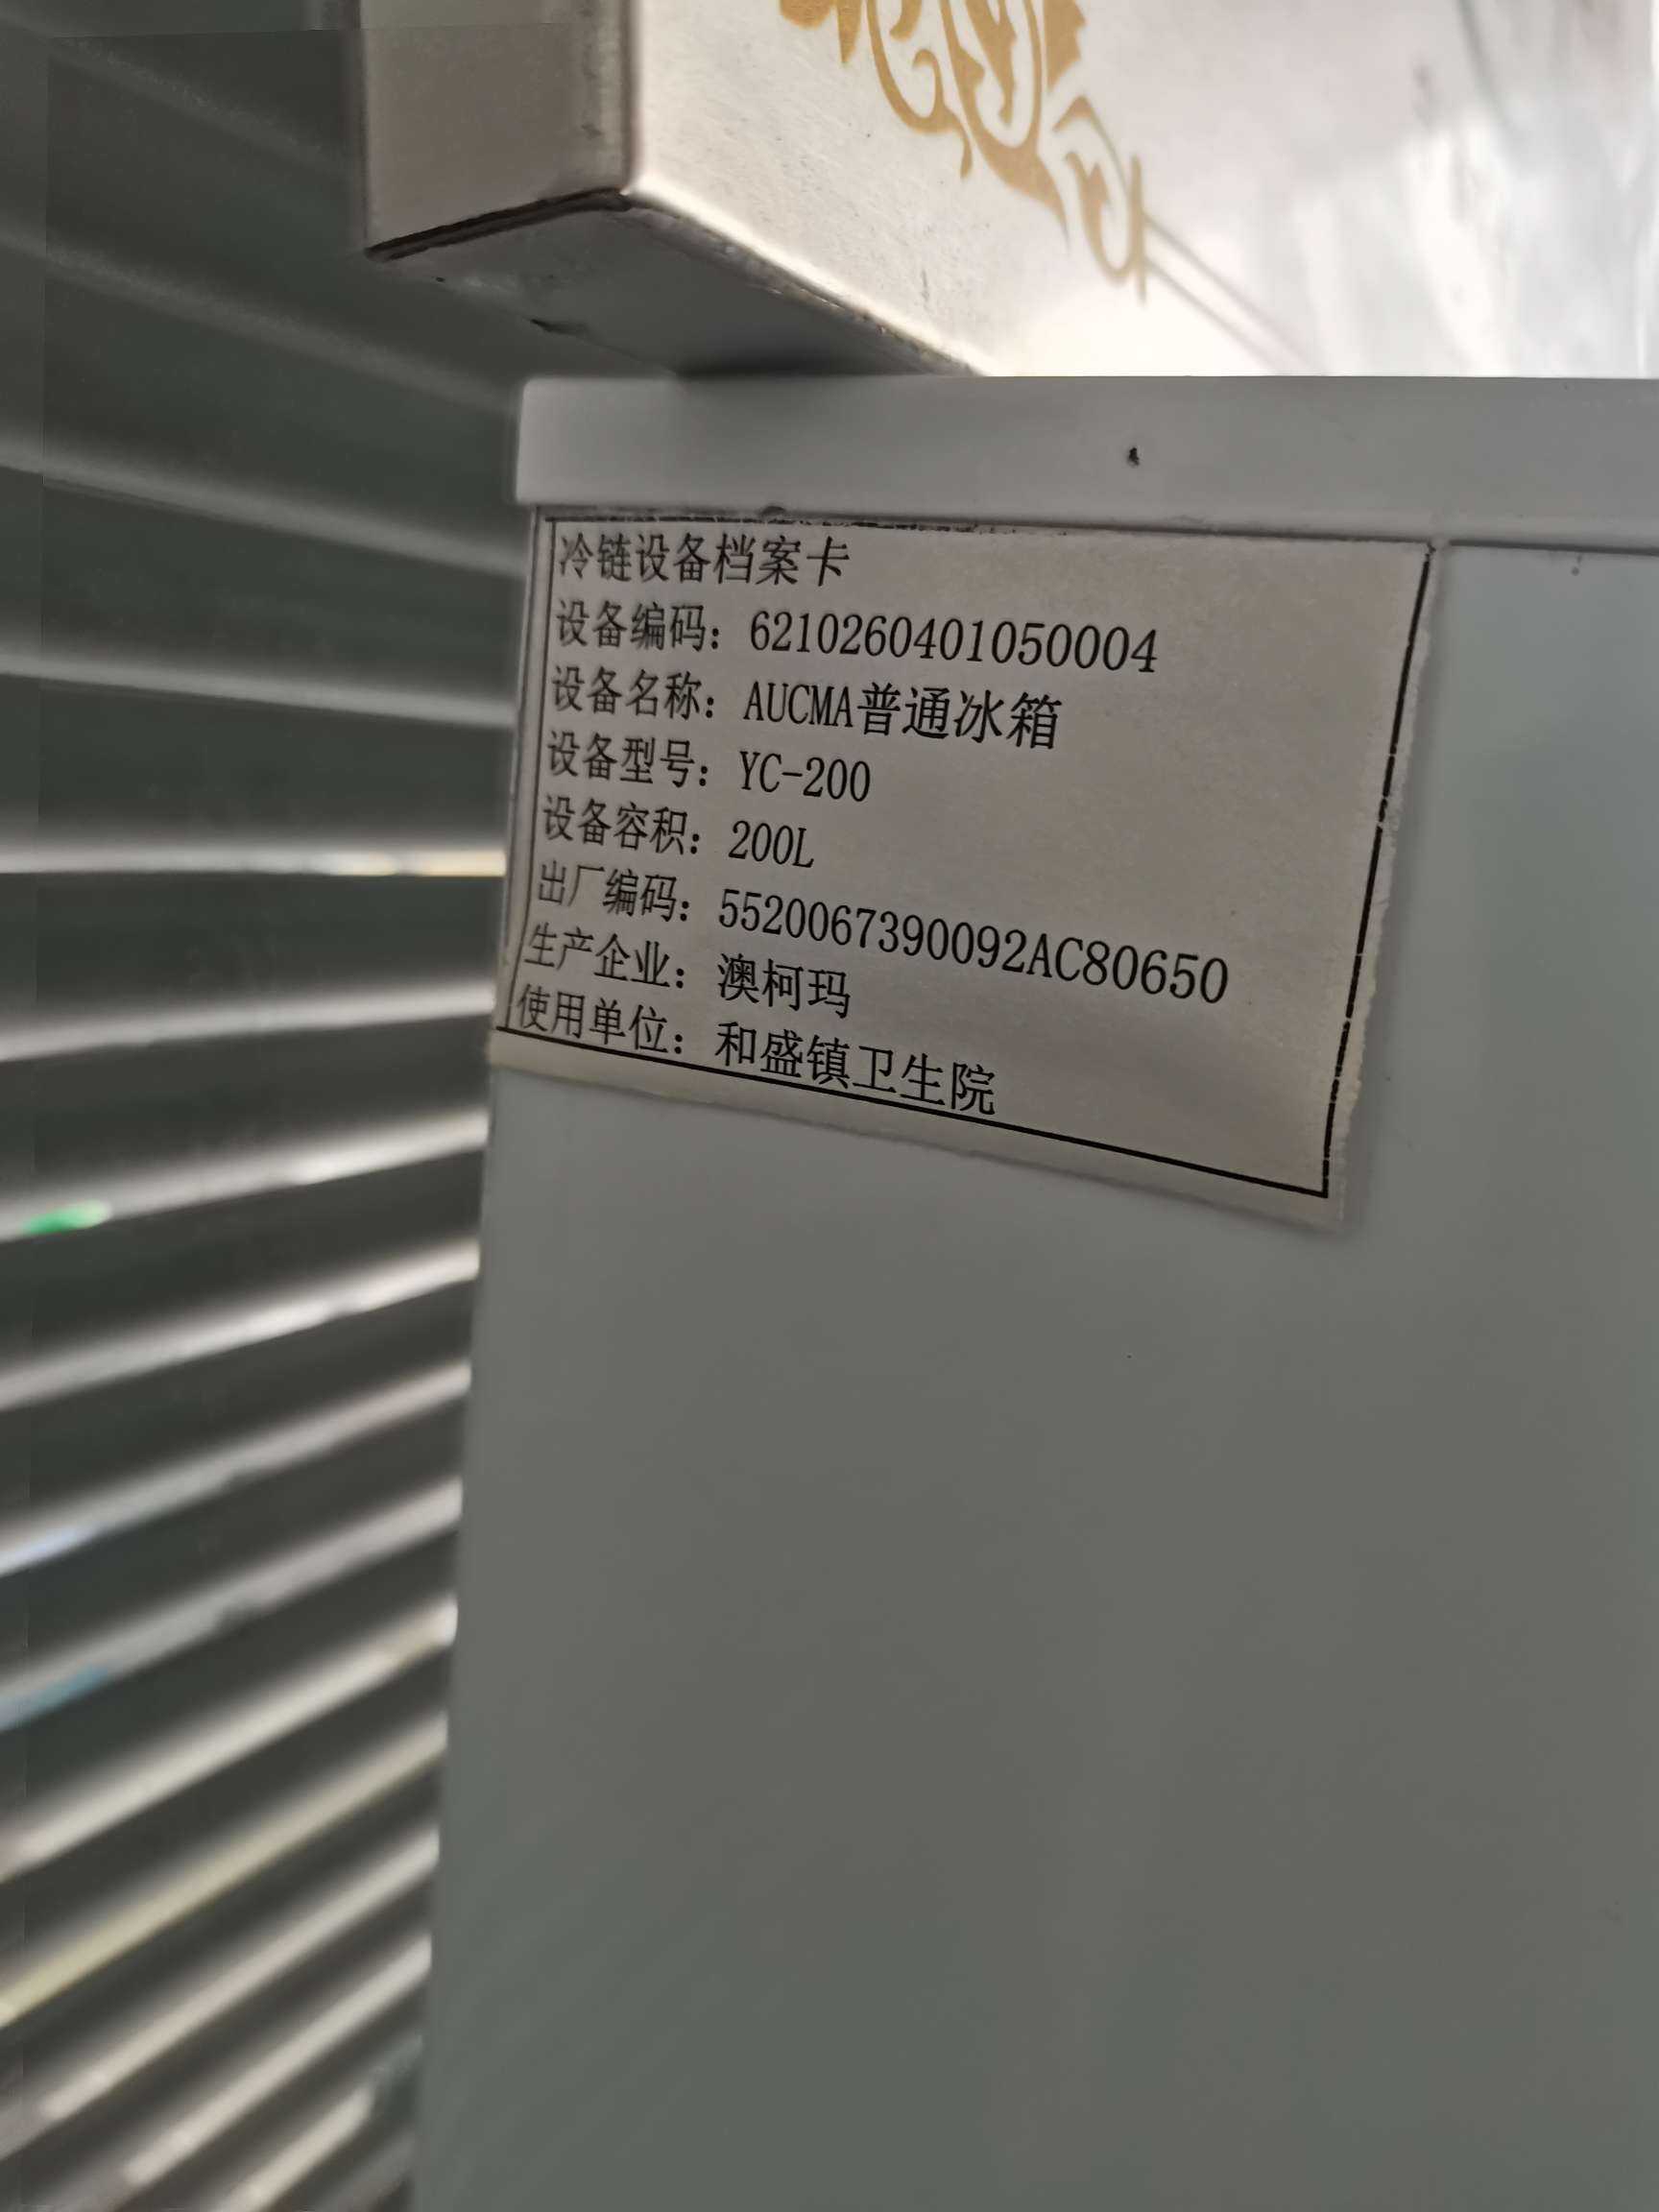 冷链设备档案卡
设备编码：6210260401050004
设备名称：AUCMA普通冰箱
设备型号：YC-200
设备容积：200L
出厂编码：5520067390092AC80650
生产企业：澳柯玛
使用单位：和盛镇卫生院